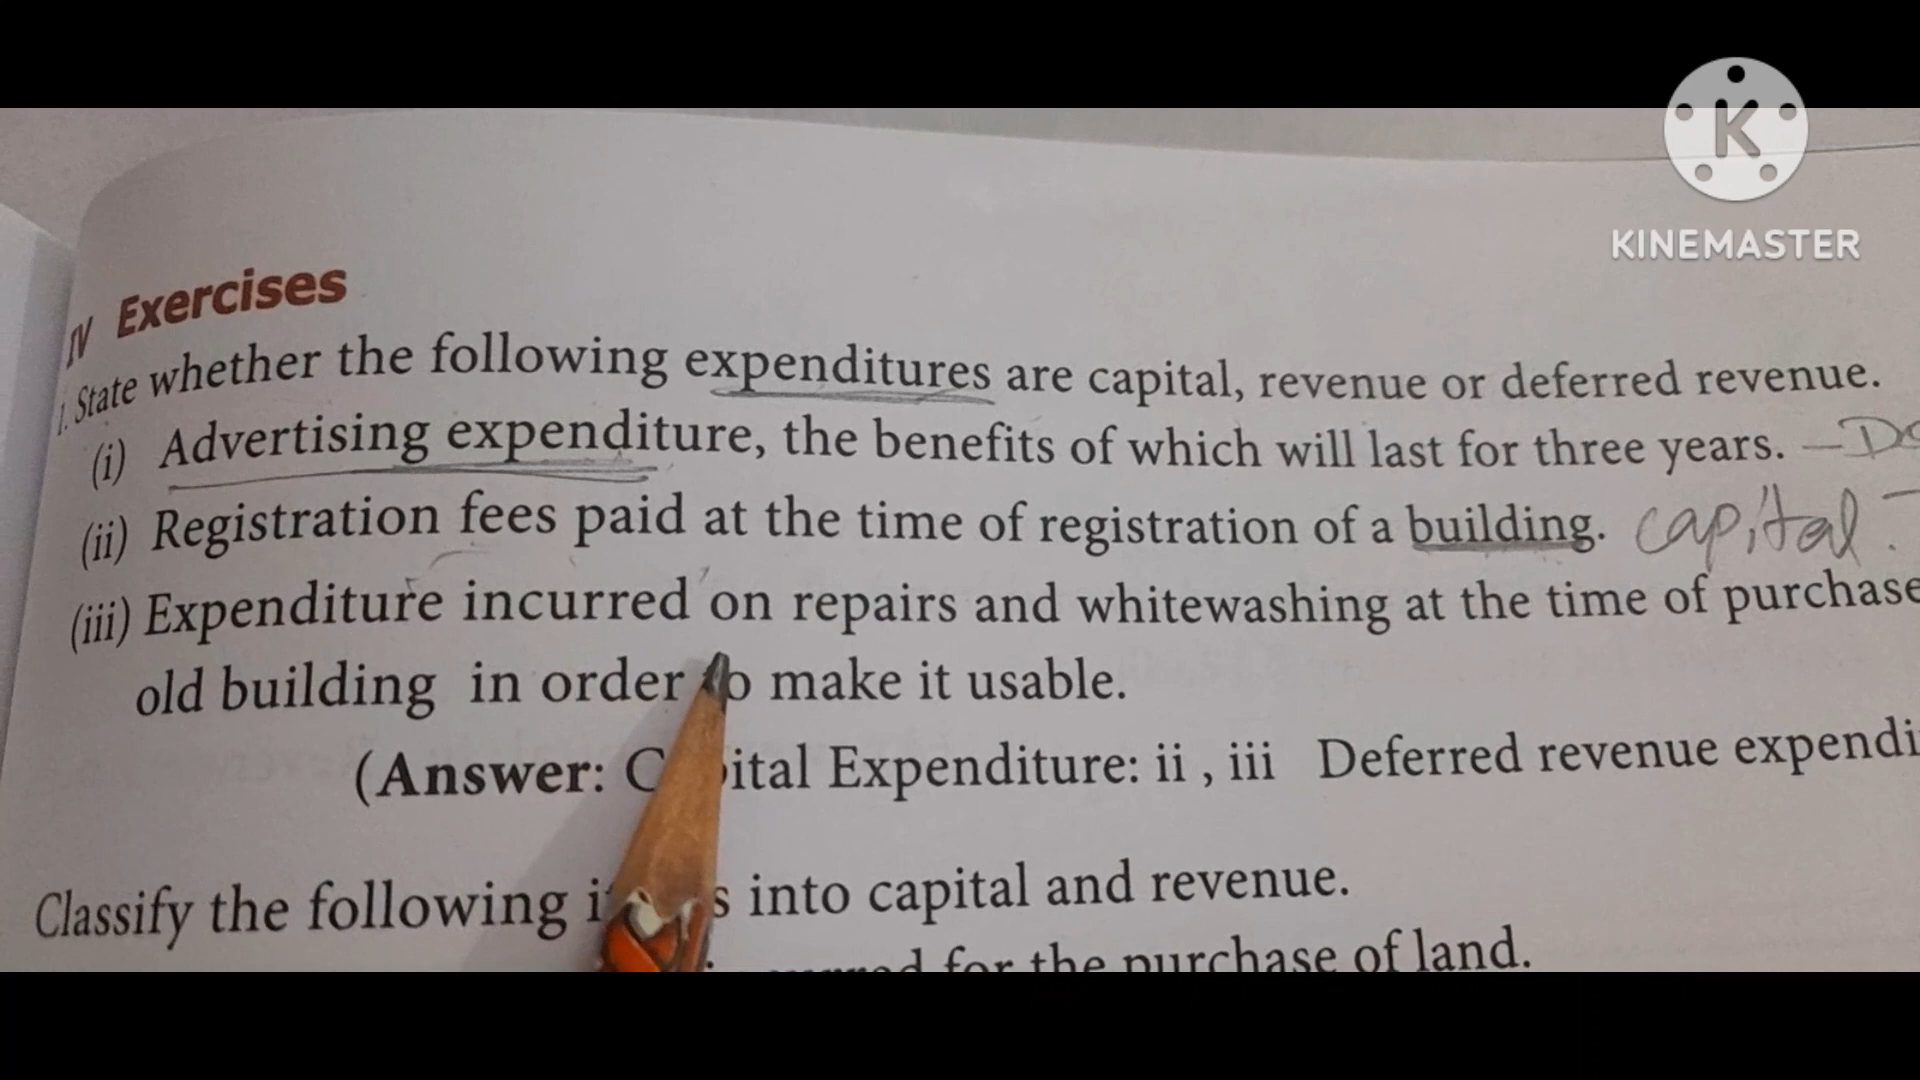 K
KINEMASTER
IV Exercises
1. State whether the following expenditures are capital, revenue or deferred revenue.
(i) Advertising expenditure, the benefits of which will last for three years. –
(ii) Registration fees paid at the time of registration of a building. capital –
(iii) Expenditure incurred on repairs and whitewashing at the time of purchase
old building in order to make it usable.
(Answer: Capital Expenditure: ii , iii Deferred revenue
Classify the following into capital and revenue.
for the purchase of land.